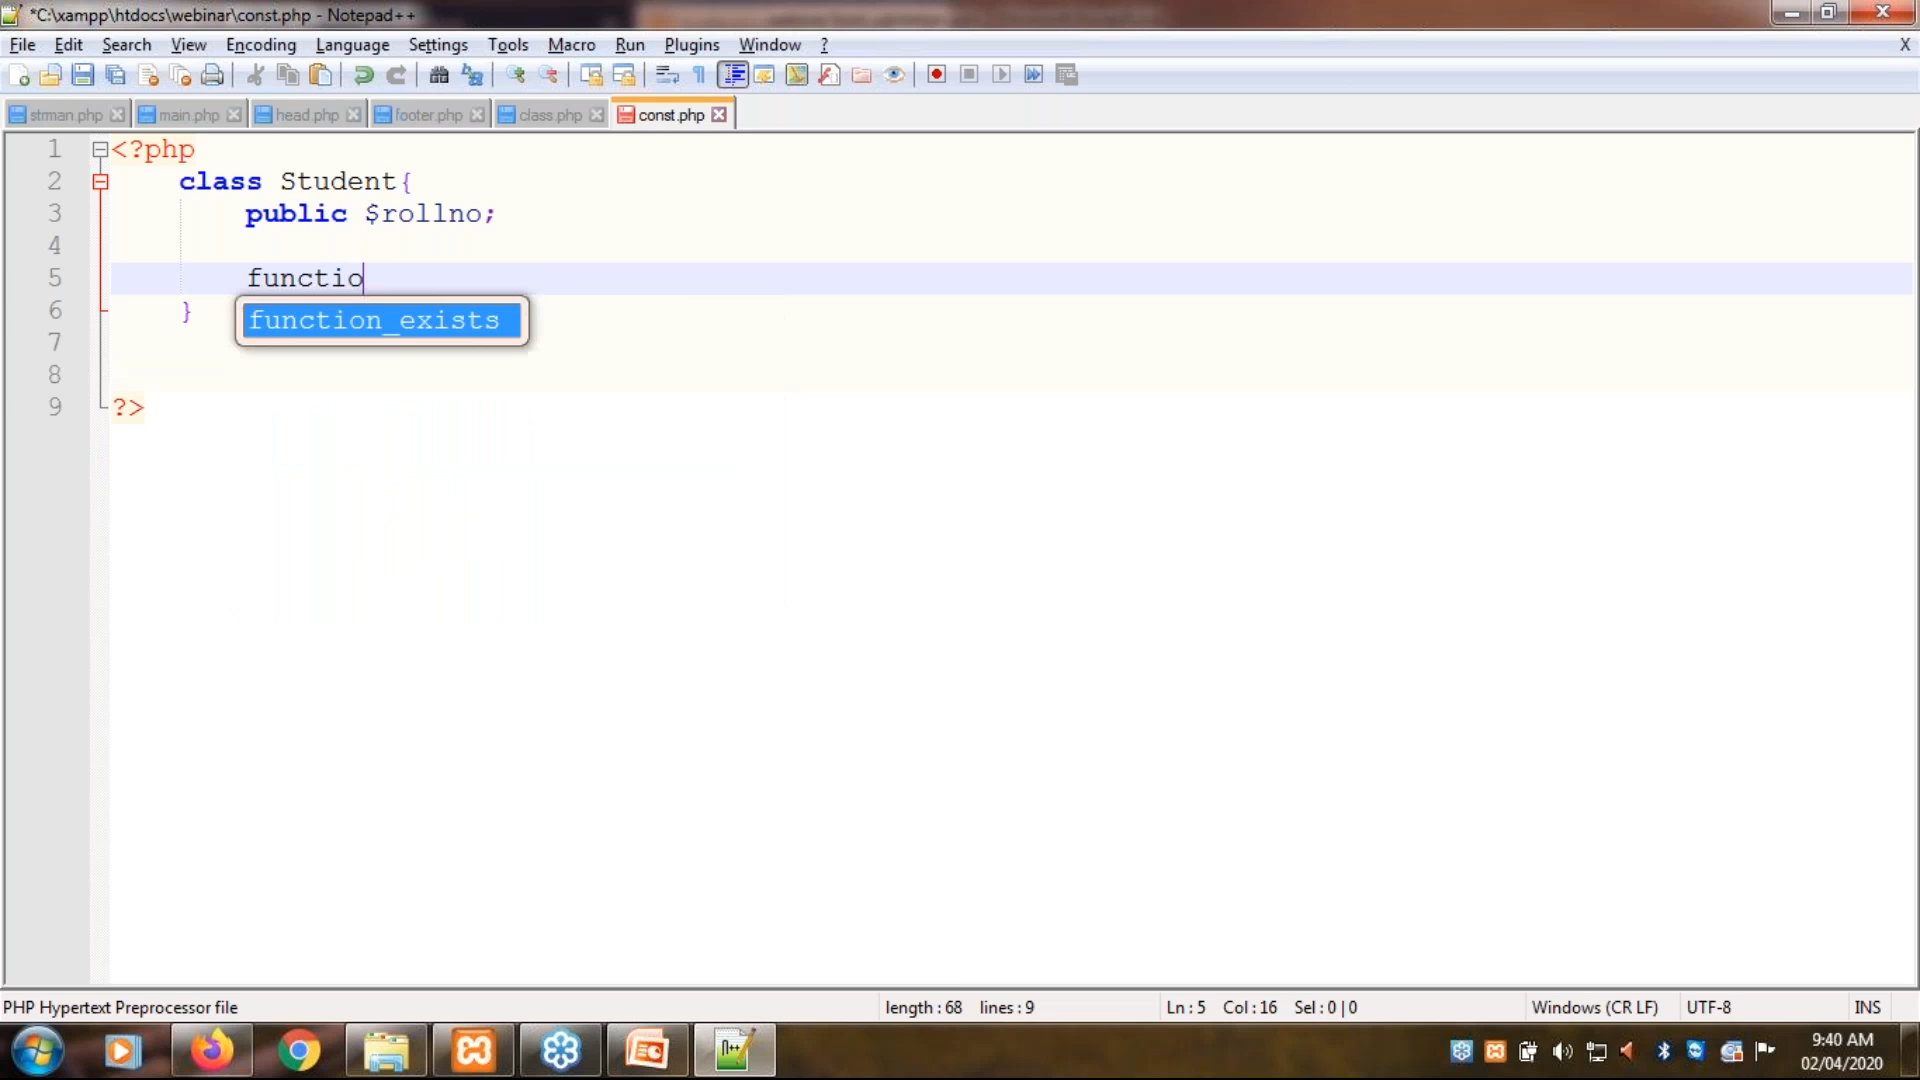 *C:\xampp\htdocs\webinar\const.php - Notepad++
File Edit Search View Encoding Language Settings Tools Macro Run Plugins Window ? X
stman.php main.php head.php footer.php class.php const.php
1 <?php
2 class Student{
3 public $rollno;
4
5 functio
6 }
function_exists
7
8
9 ?>
PHP Hypertext Preprocessor file length : 68 lines : 9 Ln : 5 Col : 16 Sel : 0 | 0 Windows (CR LF) UTF-8 INS
9:40 AM
02/04/2020